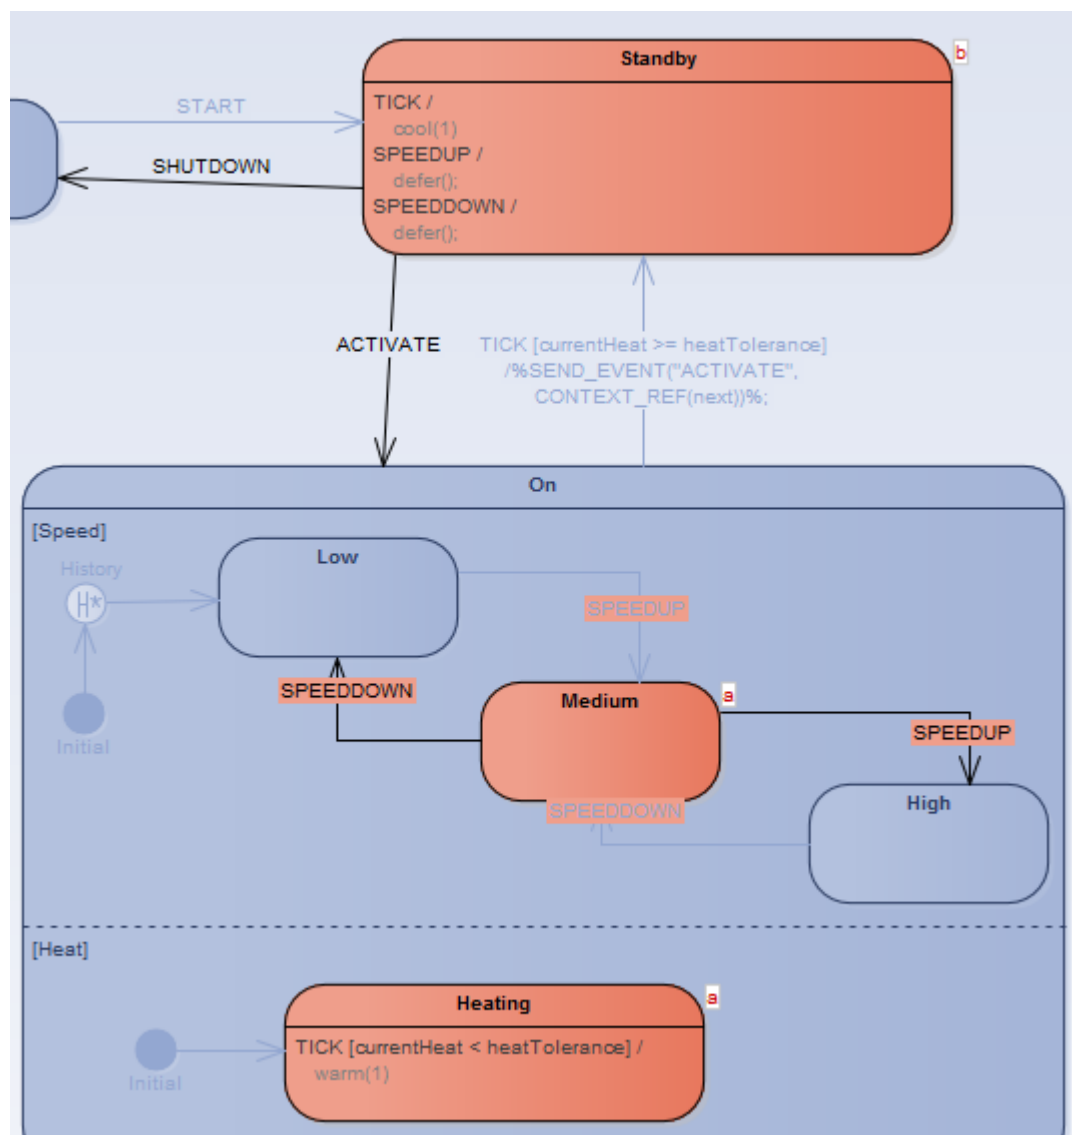 Standby
b
TICK /
cool(1)
SPEEDUP /
defer();
SPEEDDOWN /
defer();
START
SHUTDOWN
ACTIVATE
TICK [currentHeat >= heatTolerance]
/%SEND_EVENT("ACTIVATE",
CONTEXT_REF(next))%;
On
[Speed]
History
H*
Initial
Low
SPEEDUP
SPEEDDOWN
Medium
a
SPEEDUP
SPEEDDOWN
High
[Heat]
Initial
Heating
a
TICK [currentHeat < heatTolerance] /
warm(1)